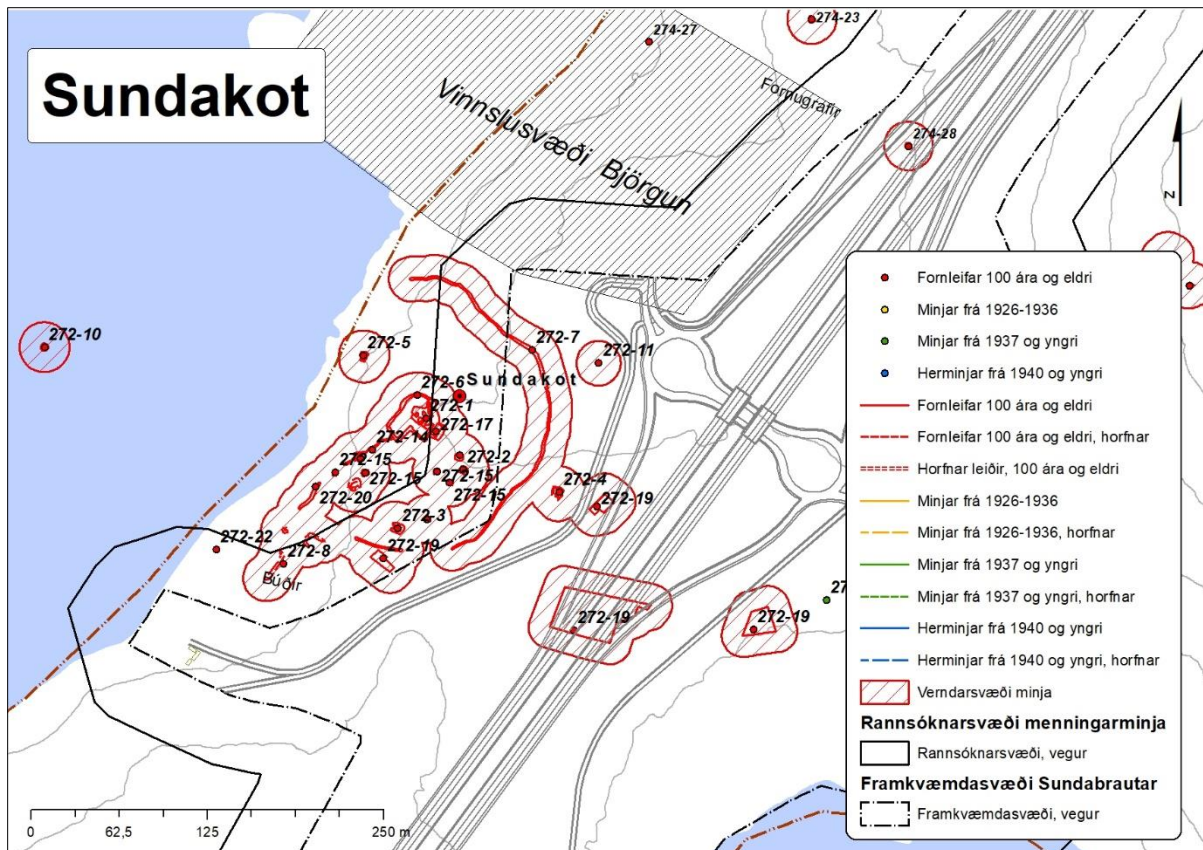 Sundakot
274-27
274-23
Fornugrafir
Vinnslusvæði Björgun
274-28
N
272-10
272-5
272-7
272-11
272-6
Sundakot
272-1
272-17
272-14
272-2
272-15
272-15
272-15
272-15
272-20
272-4
272-19
272-3
272-22
272-8
272-19
Búðir
272-19
272-19
27
0
62,5
125
250 m
Fornleifar 100 ára og eldri
Minjar frá 1926-1936
Minjar frá 1937 og yngri
Herminjar frá 1940 og yngri
Fornleifar 100 ára og eldri
Fornleifar 100 ára og eldri, horfnar
Horfnar leiðir, 100 ára og eldri
Minjar frá 1926-1936
Minjar frá 1926-1936, horfnar
Minjar frá 1937 og yngri
Minjar frá 1937 og yngri, horfnar
Herminjar frá 1940 og yngri
Herminjar frá 1940 og yngri, horfnar
Verndarsvæði minja
Rannsóknarsvæði menningarminja
Rannsóknarsvæði, vegur
Framkvæmdasvæði Sundabrautar
Framkvæmdasvæði, vegur